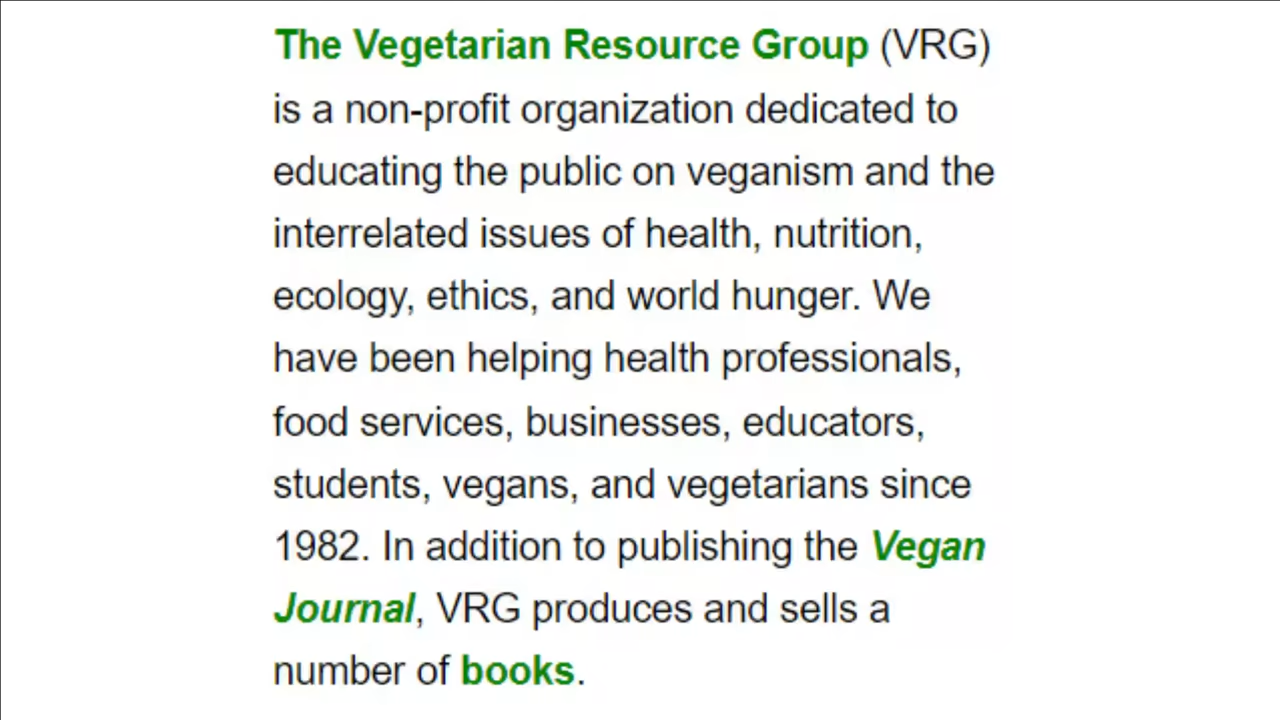 The Vegetarian Resource Group (VRG)
is a non-profit organization dedicated to
educating the public on veganism and the
interrelated issues of health, nutrition,
ecology, ethics, and world hunger. We
have been helping health professionals,
food services, businesses, educators,
students, vegans, and vegetarians since
1982. In addition to publishing the Vegan
Journal, VRG produces and sells a
number of books.